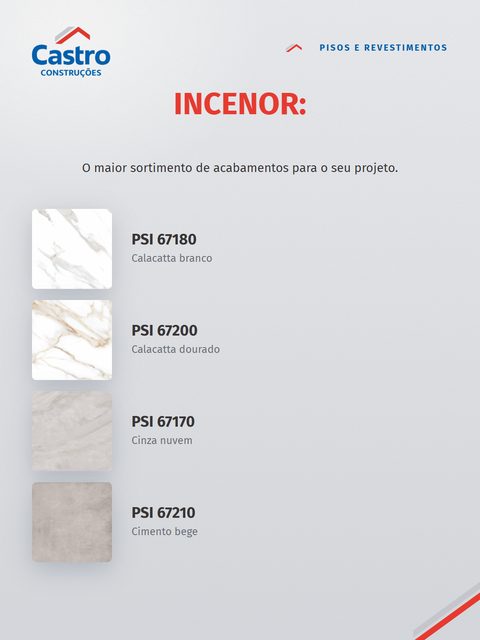 Castro
CONSTRUÇÕES
PISOS E REVESTIMENTOS
INCENOR:
O maior sortimento de acabamentos para o seu projeto.
PSI 67180
Calacatta branco
PSI 67200
Calacatta dourado
PSI 67170
Cinza nuvem
PSI 67210
Cimento bege